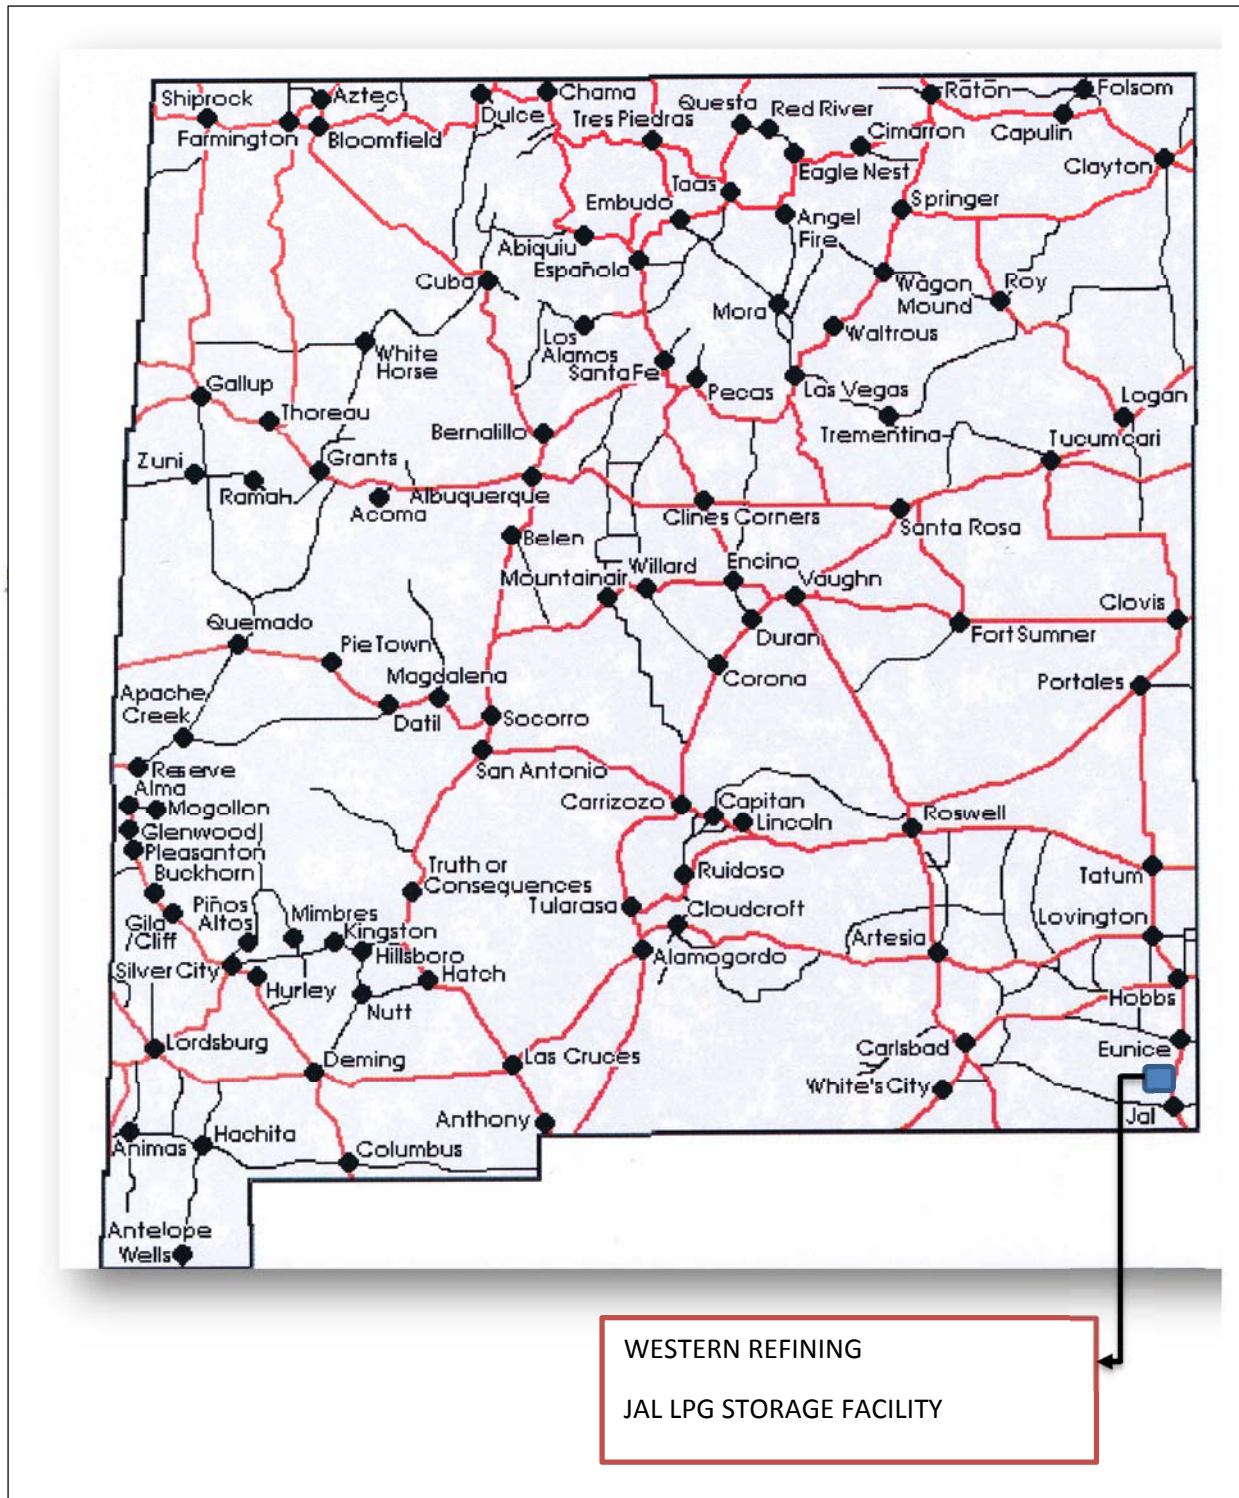 Shiprock
Aztec
Farmington
Bloomfield
Dulce
Chama
Tres Piedras
Questa
Red River
Cimarron
Eagle Nest
Rāton
Folsom
Capulin
Clayton
Taas
Embudo
Angel
Fire
Springer
Abiquiu
Española
Cuba
Los
Alamos
Mora
Wagon
Mound
Roy
Waltrous
White
Horse
Santa Fe
Pecas
Las Vegas
Gallup
Thoreau
Bernalillo
Trementina
Logan
Tucumcari
Zuni
Ramah
Grants
Acoma
Albuquerque
Clines Corners
Santa Rosa
Belen
Mountainair
Willard
Encino
Vaughn
Duran
Clovis
Fort Sumner
Quemado
Pie Town
Magdalena
Datil
Corona
Portales
Apache
Creek
Socorro
San Antonio
Reserve
Alma
Mogollon
Glenwood
Pleasanton
Buckhorn
Carrizozo
Capitan
Lincoln
Roswell
Truth or
Consequences
Ruidoso
Tatum
Piños
Altos
Gila
Cliff
Mimbres
Kingston
Hillsboro
Tularasa
Cloudcroft
Lovington
Artesia
Alamogordo
Silver City
Hurley
Hatch
Nutt
Hobbs
Lordsburg
Deming
Las Cruces
Carlsbad
Eunice
White's City
Jal
Anthony
Animas
Hachita
Columbus
Antelope
Wells
WESTERN REFINING
JAL LPG STORAGE FACILITY